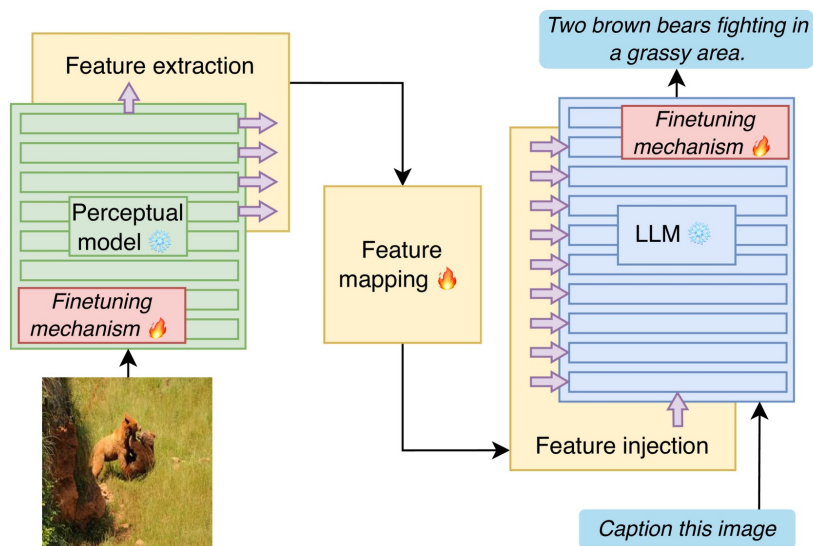 Feature extraction
Perceptual
model
Finetuning
mechanism
Feature
mapping
Two brown bears fighting in
a grassy area.
Finetuning
mechanism
LLM
Feature injection
Caption this image